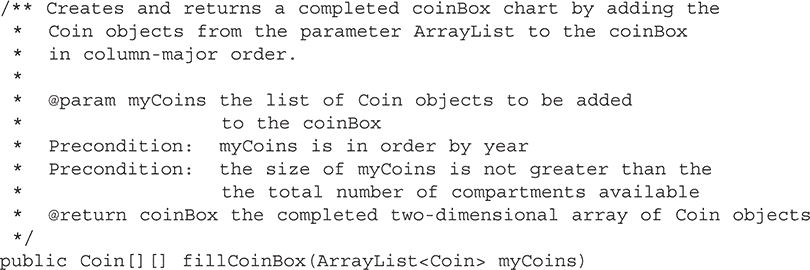 /** Creates and returns a completed coinBox chart by adding the
 *  Coin objects from the parameter ArrayList to the coinBox
 *  in column-major order.
 *
 *  @param myCoins the list of Coin objects to be added
 *                 to the coinBox
 *  Precondition:  myCoins is in order by year
 *  Precondition:  the size of myCoins is not greater than the
 *                 the total number of compartments available
 *  @return coinBox the completed two-dimensional array of Coin objects
 */
public Coin[][] fillCoinBox(ArrayList<Coin> myCoins)